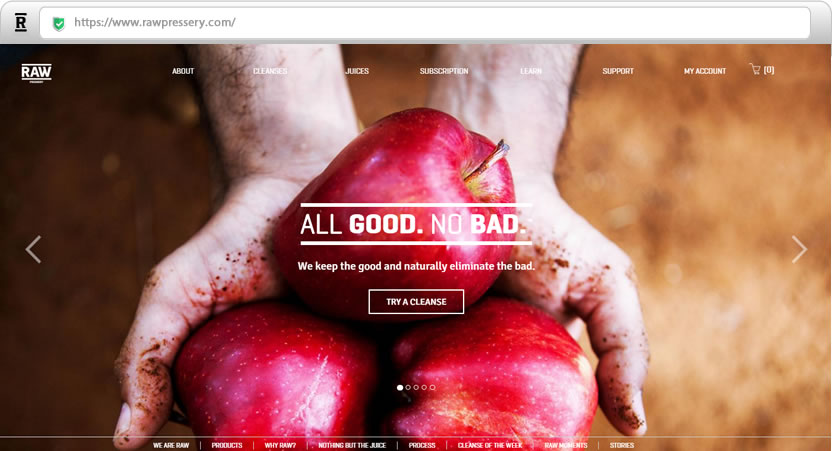 R
https://www.rawpressery.com/
RAW
PRESSERY
ABOUT CLEANSES JUICES SUBSCRIPTION LEARN SUPPORT MY ACCOUNT [0]
ALL GOOD. NO BAD.
We keep the good and naturally eliminate the bad.
TRY A CLEANSE
WE ARE RAW PRODUCTS WHY RAW? NOTHING BUT THE JUICE PROCESS CLEANSE OF THE WEEK RAW MOMENTS STORIES